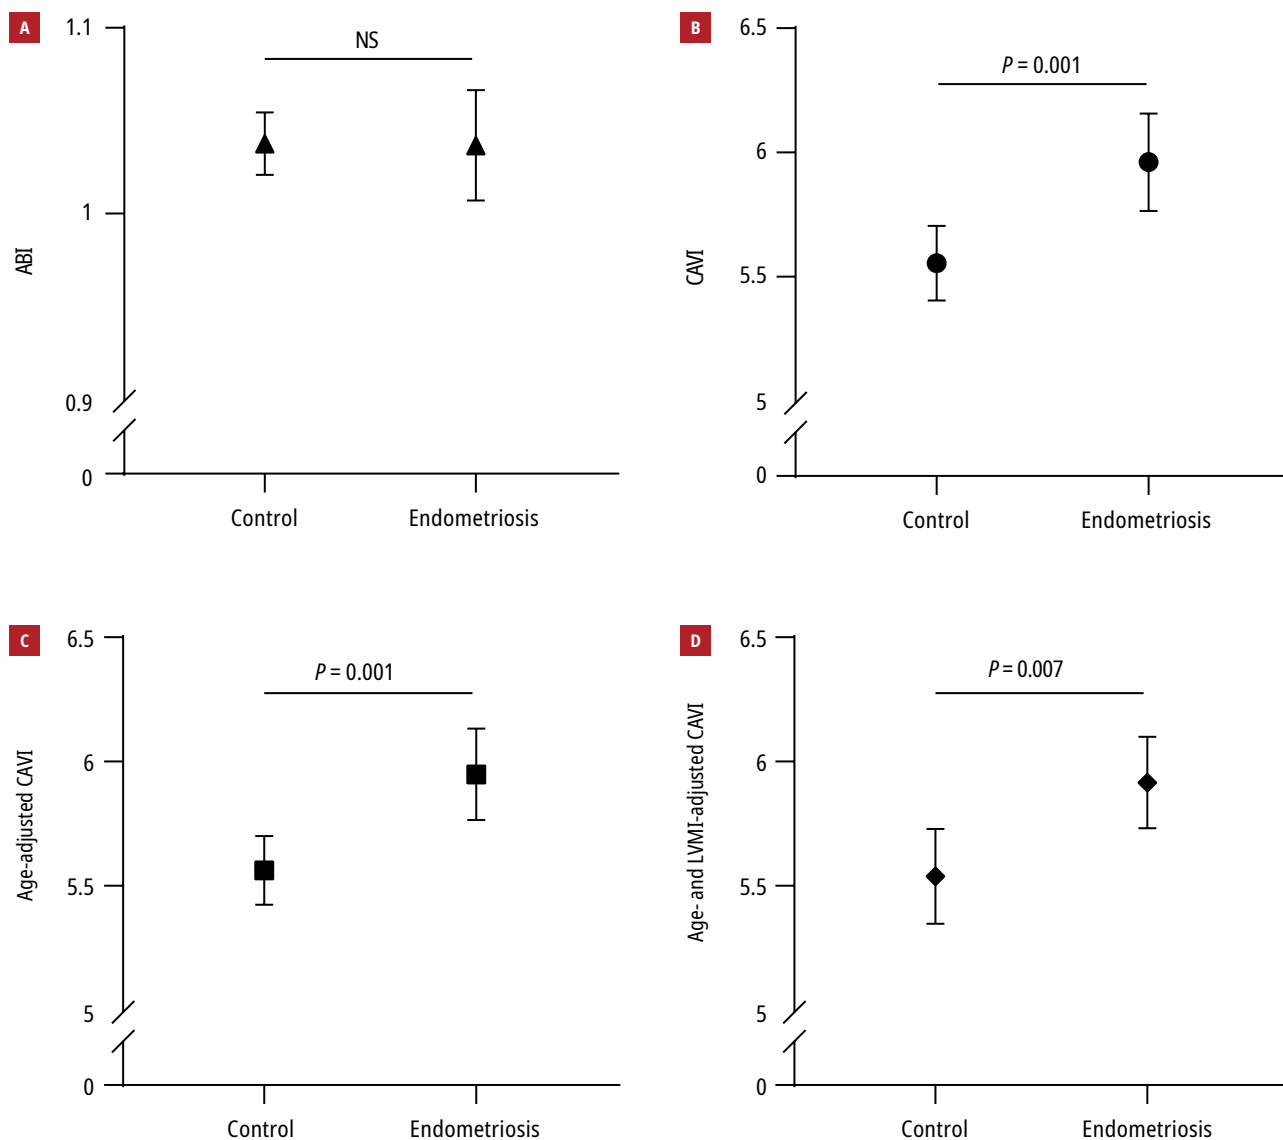 A
1.1
NS
1
ABI
0.9
0
Control Endometriosis
B
6.5
P = 0.001
6
CAVI
5.5
5
0
Control Endometriosis
C
6.5
P = 0.001
6
Age-adjusted CAVI
5.5
5
0
Control Endometriosis
D
6.5
P = 0.007
6
Age- and LVMI-adjusted CAVI
5.5
5
0
Control Endometriosis